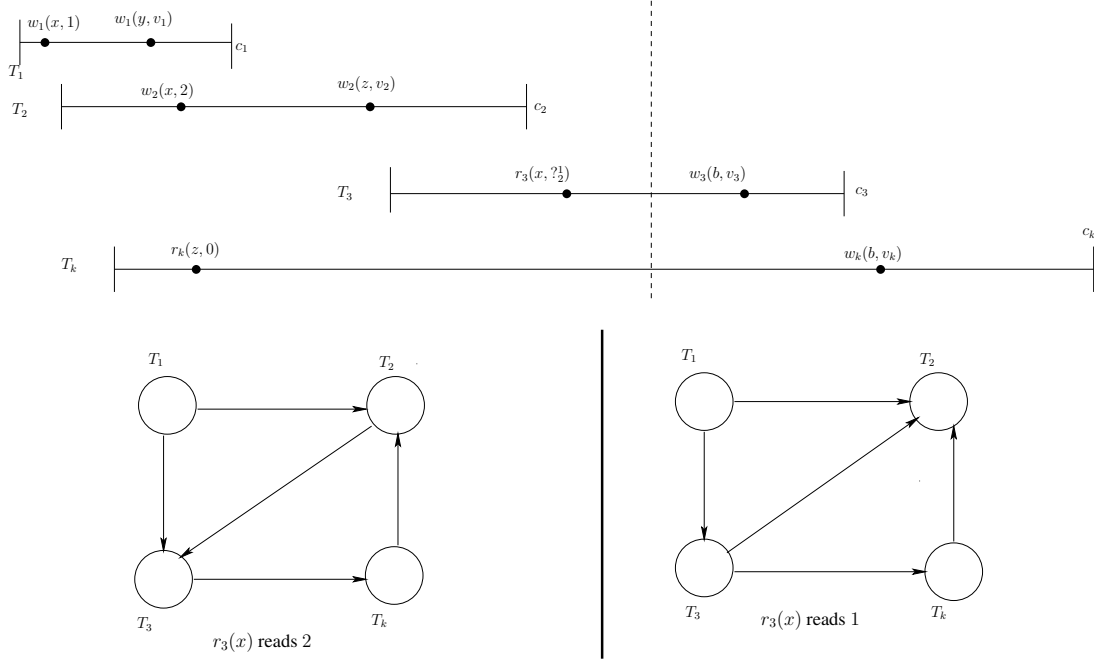 w₁(x, 1) w₁(y, v₁)
c₁
T₁
w₂(x, 2) w₂(z, v₂)
T₂ c₂
r₃(x, ?¹₂) w₃(b, v₃)
T₃ c₃
cₖ
rₖ(z, 0) wₖ(b, vₖ)
Tₖ
T₁ T₂
T₃ Tₖ
r₃(x) reads 2
T₁ T₂
T₃ Tₖ
r₃(x) reads 1